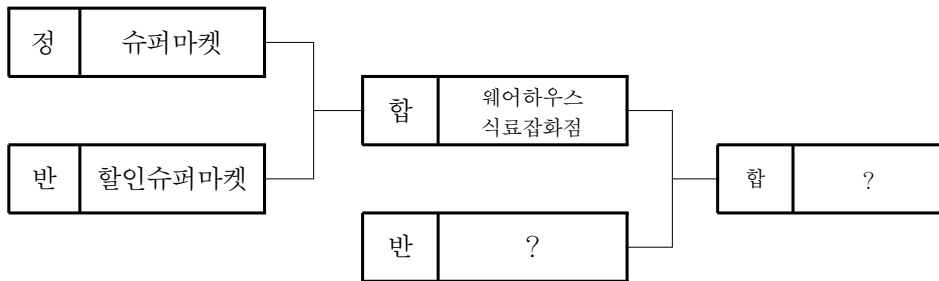 정 슈퍼마켓
합 웨어하우스
식료잡화점
반 할인슈퍼마켓
합 ?
반 ?